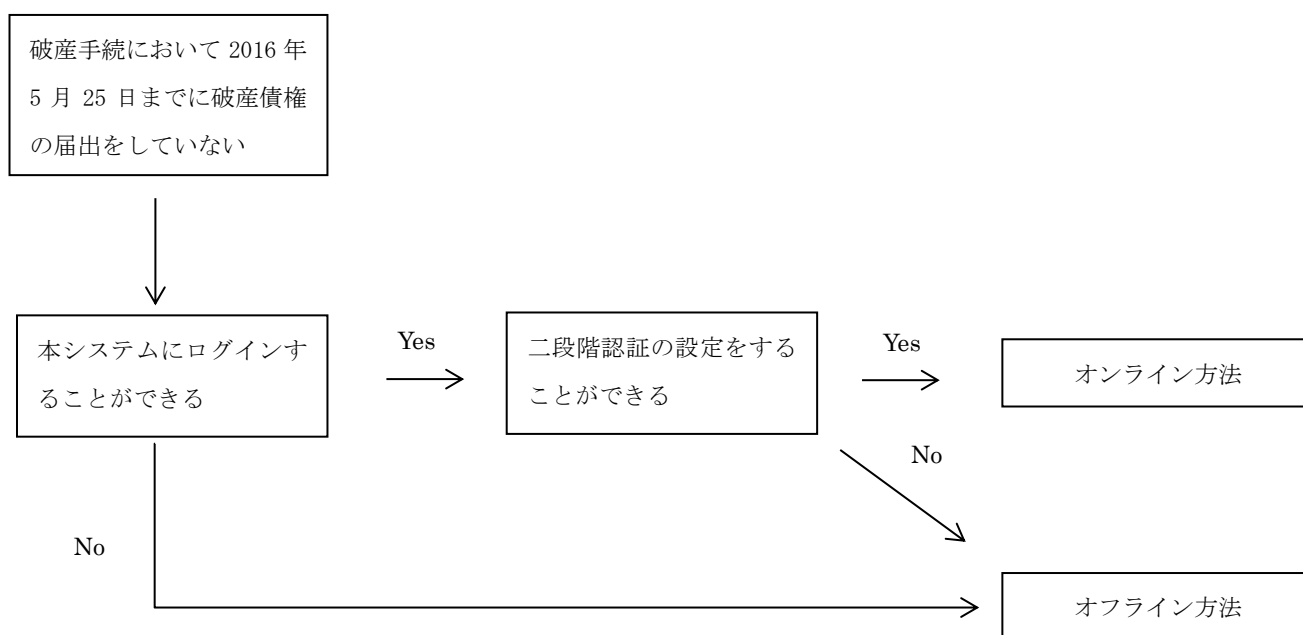 破産手続において 2016 年
5 月 25 日までに破産債権
の届出をしていない
本システムにログインす
ることができる
Yes
二段階認証の設定をする
ことができる
Yes
オンライン方法
No
No
オフライン方法